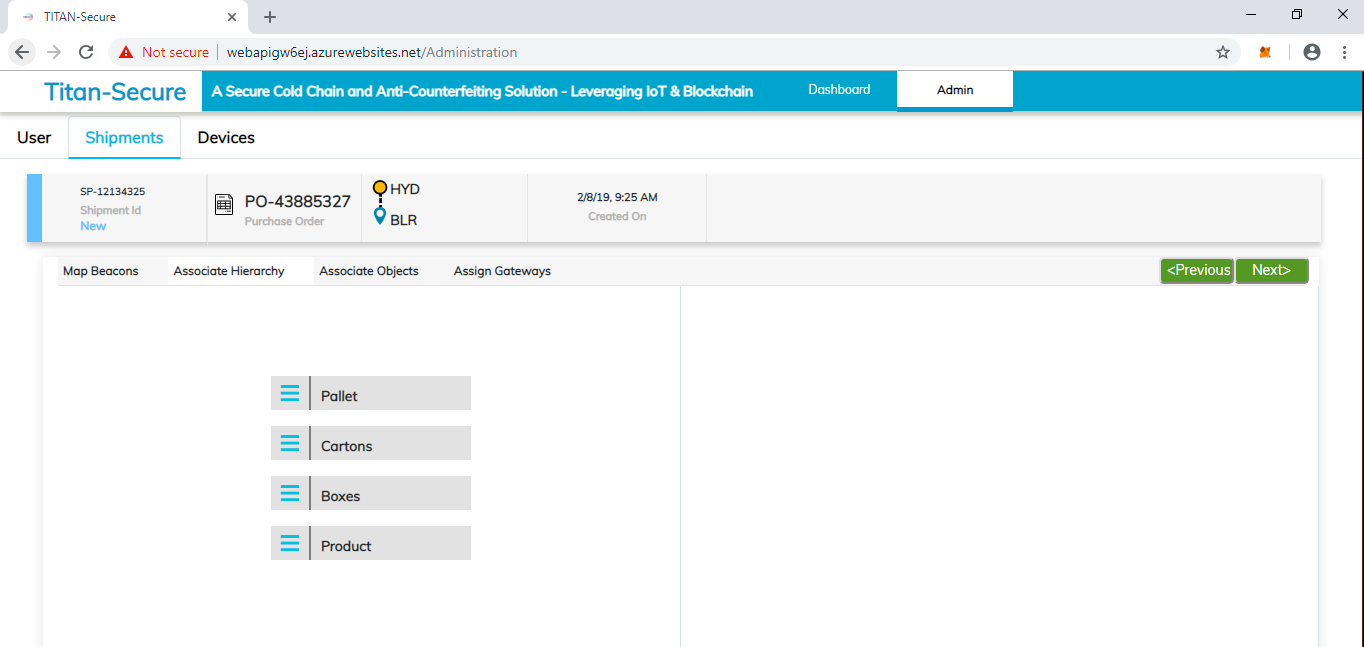 TITAN-Secure
Not secure webapigw6ej.azurewebsites.net/Administration
Titan-Secure A Secure Cold Chain and Anti-Counterfeiting Solution - Leveraging IoT & Blockchain Dashboard Admin
User Shipments Devices
SP-12134325
Shipment Id
New
PO-43885327
Purchase Order
HYD
BLR
2/8/19, 9:25 AM
Created On
Map Beacons Associate Hierarchy Associate Objects Assign Gateways <Previous Next>
Pallet
Cartons
Boxes
Product